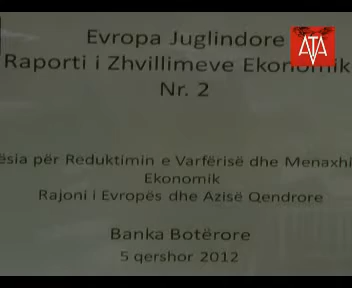 Evropa Juglindore
ATA
Raporti i Zhvillimeve Ekonomik
Nr. 2
ësia për Reduktimin e Varfërisë dhe Menaxhi
Ekonomik
Rajoni i Evropës dhe Azisë Qendrore
Banka Botërore
5 qershor 2012